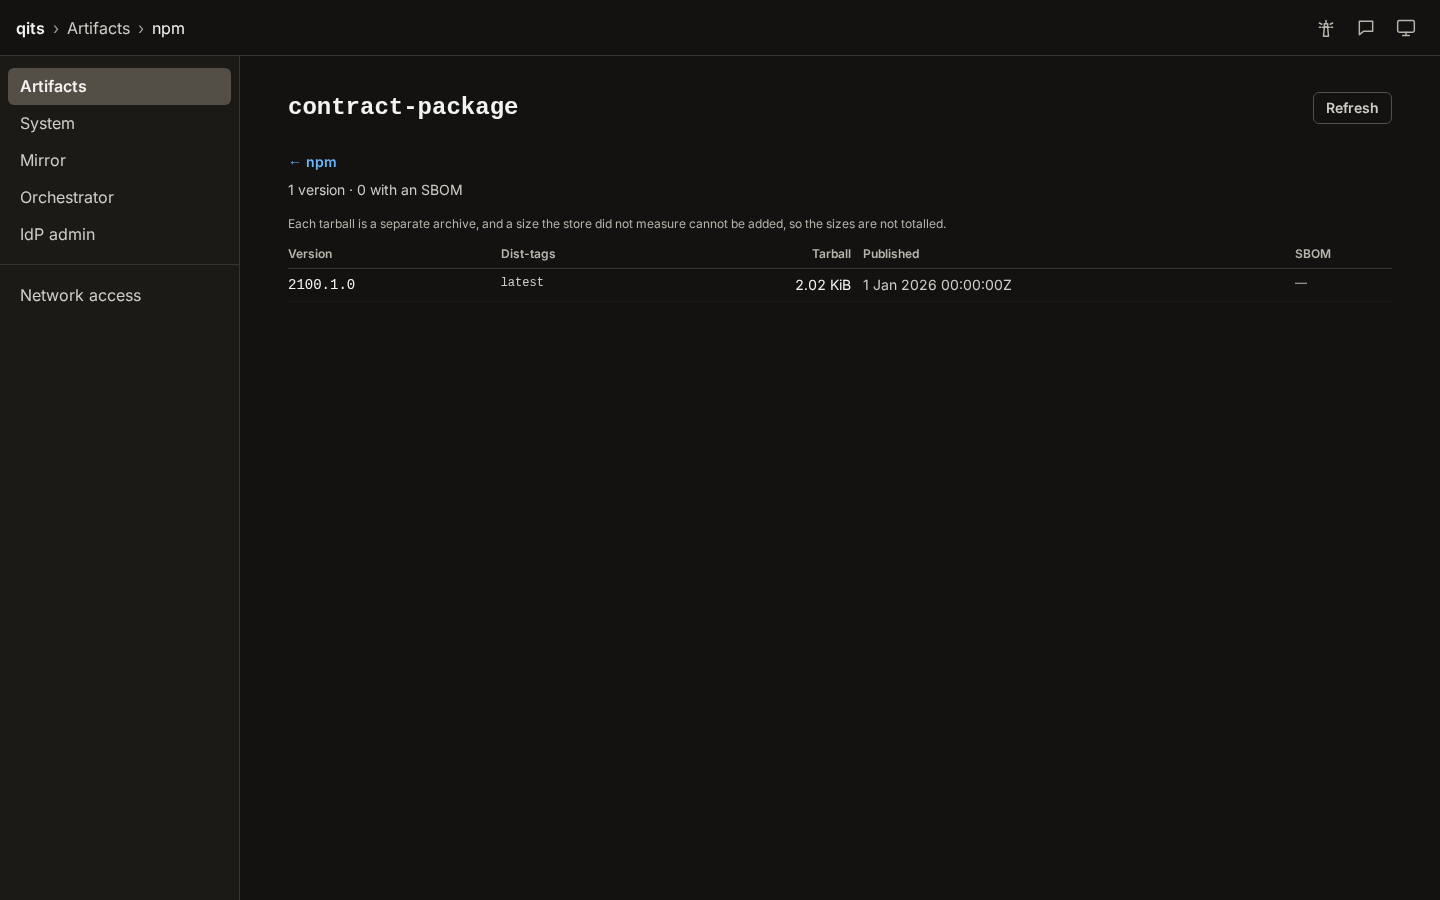 qits › Artifacts › npm
Artifacts
System
Mirror
Orchestrator
IdP admin
Network access
contract-package
Refresh
← npm
1 version · 0 with an SBOM
Each tarball is a separate archive, and a size the store did not measure cannot be added, so the sizes are not totalled.
Version Dist-tags Tarball Published SBOM
2100.1.0 latest 2.02 KiB 1 Jan 2026 00:00:00Z —